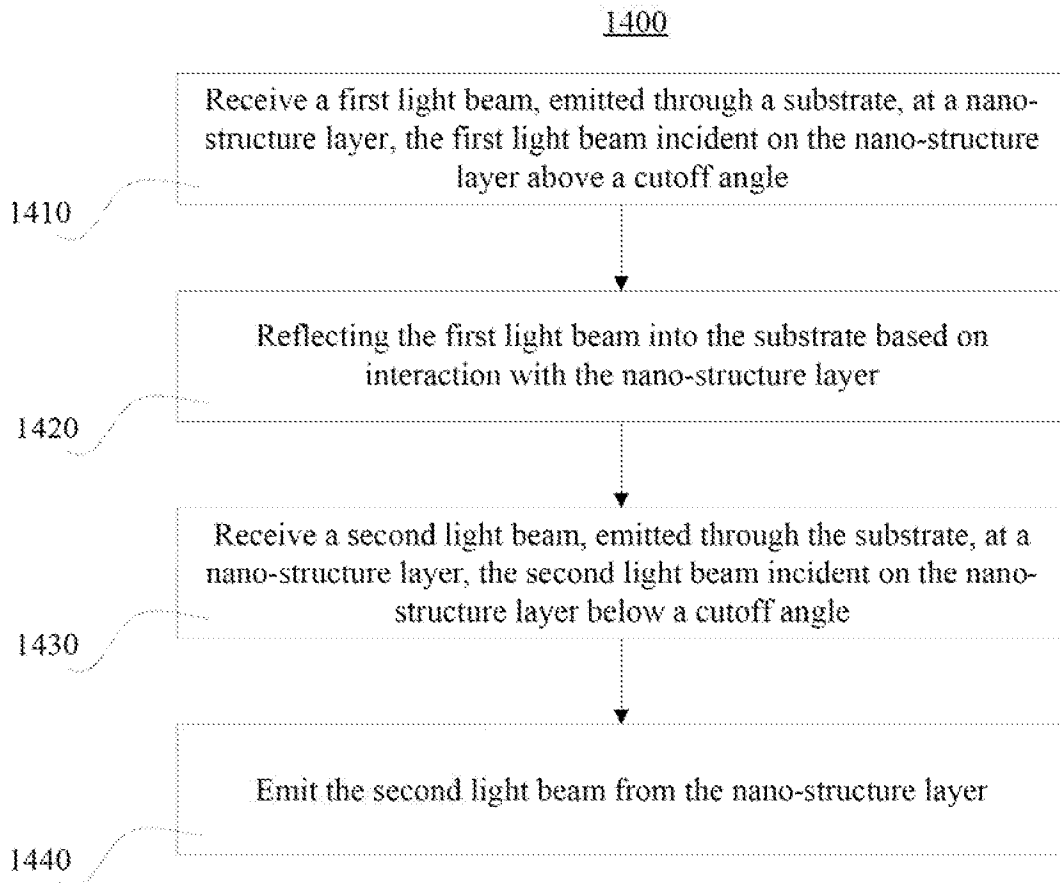 1400
Receive a first light beam, emitted through a substrate, at a nano-
structure layer, the first light beam incident on the nano-structure
layer above a cutoff angle
1410
Reflecting the first light beam into the substrate based on
interaction with the nano-structure layer
1420
Receive a second light beam, emitted through the substrate, at a
nano-structure layer, the second light beam incident on the nano-
structure layer below a cutoff angle
1430
Emit the second light beam from the nano-structure layer
1440